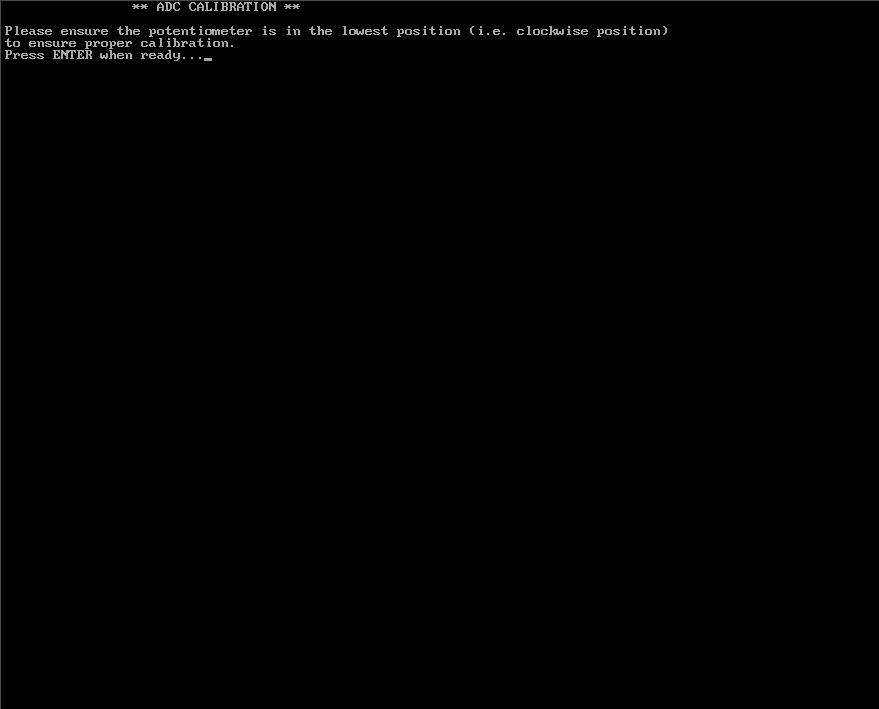 ** ADC CALIBRATION **
Please ensure the potentiometer is in the lowest position (i.e. clockwise position)
to ensure proper calibration.
Press ENTER when ready..._